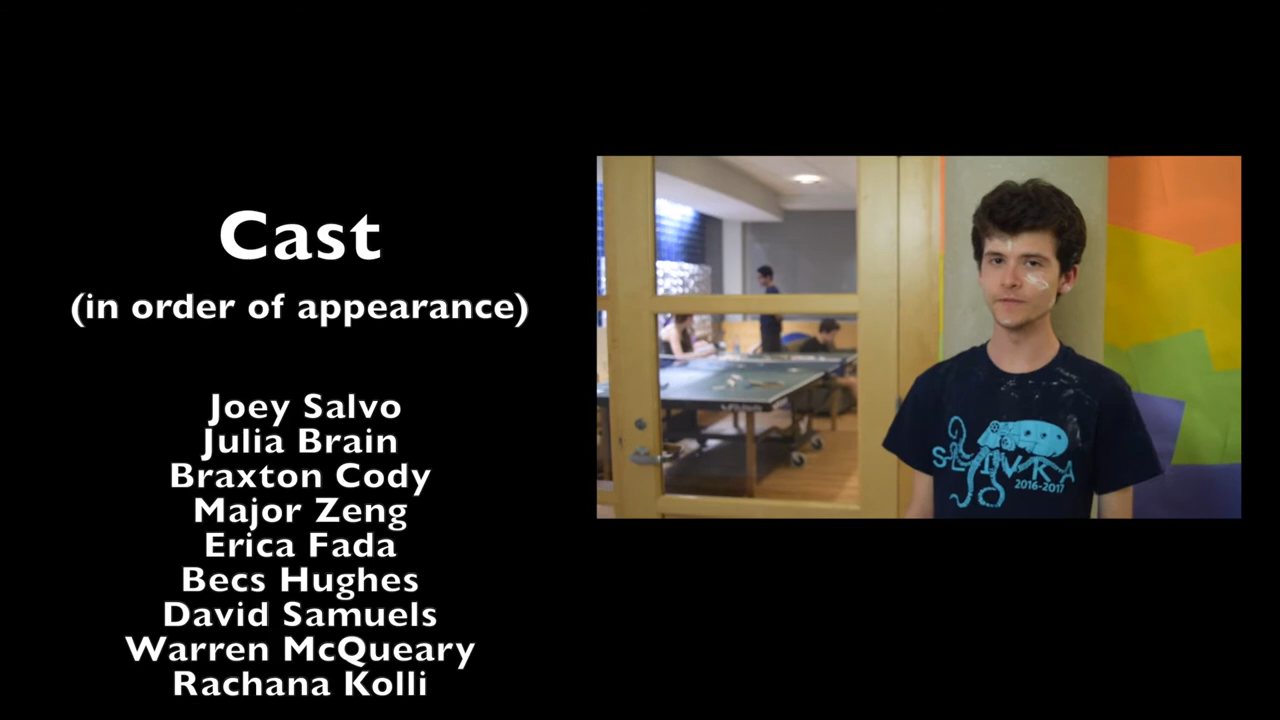 Cast
(in order of appearance)
Joey Salvo
Julia Brain
Braxton Cody
Major Zeng
Erica Fada
Becs Hughes
David Samuels
Warren McQueary
Rachana Kolli
SLIVKA
2016-2017